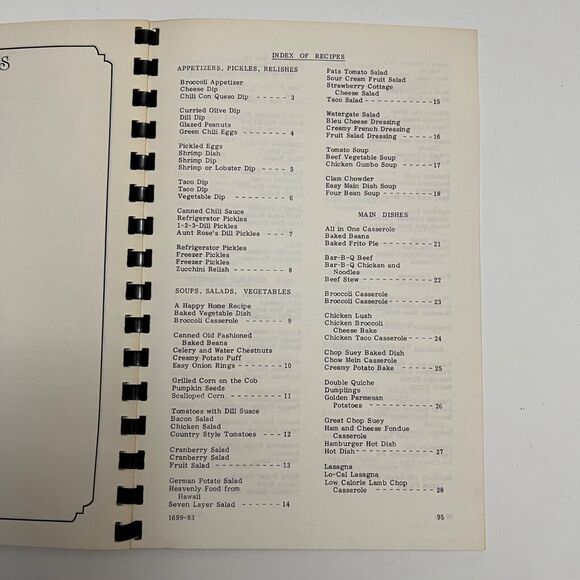 S
INDEX OF RECIPES
APPETIZERS, PICKLES, RELISHES
Broccoli Appetizer
Cheese Dip
Chili Con Queso Dip ------ 3
Curried Olive Dip
Dill Dip
Glazed Peanuts
Green Chili Eggs ------- 4
Pickled Eggs
Shrimp Dish
Shrimp Dip
Shrimp or Lobster Dip ----- 5
Taco Dip
Taco Dip
Vegetable Dip -------- 6
Canned Chili Sauce
Refrigerator Pickles
1-2-3-Dill Pickles
Aunt Rose's Dill Pickles ---- 7
Refrigerator Pickles
Freezer Pickles
Freezer Pickles
Zucchini Relish -------- 8
SOUPS, SALADS, VEGETABLES
A Happy Home Recipe
Baked Vegetable Dish
Broccoli Casserole ------- 9
Canned Old Fashioned
Baked Beans
Celery and Water Chestnuts
Creamy Potato Puff
Easy Onion Rings -------- 10
Grilled Corn on the Cob
Pumpkin Seeds
Scalloped Corn --------- 11
Tomatoes with Dill Suace
Bacon Salad
Chicken Salad
Country Style Tomatoes ---- 12
Cranberry Salad
Cranberry Salad
Fruit Salad ---------- 13
German Potato Salad
Heavenly Food from
Hawaii
Seven Layer Salad ------ 14
1699-83
Pats Tomato Salad
Sour Cream Fruit Salad
Strawberry Cottage
Cheese Salad
Taco Salad ----------- 15
Watergate Salad
Bleu Cheese Dressing
Creamy French Dressing
Fruit Salad Dressing ------ 16
Tomato Soup
Beef Vegetable Soup
Chicken Gumbo Soup ----- 17
Clam Chowder
Easy Main Dish Soup
Four Bean Soup -------- 18
MAIN DISHES
All in One Casserole
Baked Beans
Baked Frito Pie --------- 21
Bar-B-Q Beef
Bar-B-Q Chicken and
Noodles
Beef Stew ------------ 22
Broccoli Casserole
Broccoli Casserole ------- 23
Chicken Lush
Chicken Broccoli
Cheese Bake
Chicken Taco Casserole ---- 24
Chop Suey Baked Dish
Chow Mein Casserole
Creamy Potato Bake ----- 25
Double Quiche
Dumplings
Golden Parmesan
Potatoes ---------- 26
Great Chop Suey
Ham and Cheese Fondue
Casserole
Hamburger Hot Dish
Hot Dish ------------ 27
Lasagna
Lo-Cal Lasagna
Low Calorie Lamb Chop
Casserole --------- 28
95